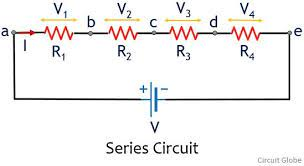 V₁ V₂ V₃ V₄
a b c d e
I R₁ R₂ R₃ R₄
+ −
V
Series Circuit
Circuit Globe